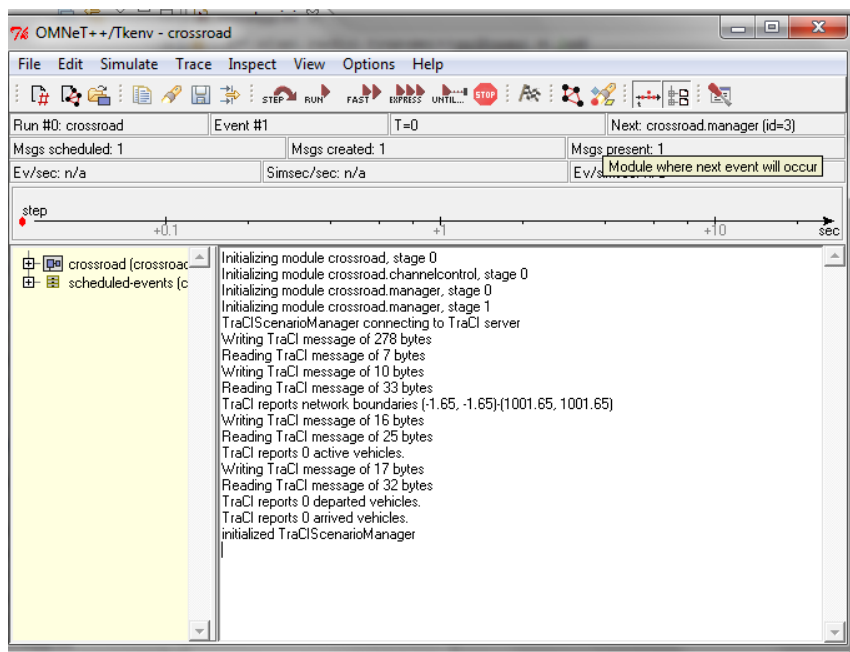 OMNeT++/Tkenv - crossroad
File Edit Simulate Trace Inspect View Options Help
STEP RUN FAST EXPRESS UNTIL... STOP
Run #0: crossroad Event #1 T=0 Next: crossroad.manager (id=3)
Msgs scheduled: 1 Msgs created: 1 Msgs present: 1
Ev/sec: n/a Simsec/sec: n/a Module where next event will occur
step
+0.1 +1 +10 sec
crossroad (crossroad
scheduled-events (c
Initializing module crossroad, stage 0
Initializing module crossroad.channelcontrol, stage 0
Initializing module crossroad.manager, stage 0
Initializing module crossroad.manager, stage 1
TraCIScenarioManager connecting to TraCI server
Writing TraCI message of 278 bytes
Reading TraCI message of 7 bytes
Writing TraCI message of 10 bytes
Reading TraCI message of 33 bytes
TraCI reports network boundaries (-1.65, -1.65)-(1001.65, 1001.65)
Writing TraCI message of 16 bytes
Reading TraCI message of 25 bytes
TraCI reports 0 active vehicles.
Writing TraCI message of 17 bytes
Reading TraCI message of 32 bytes
TraCI reports 0 departed vehicles.
TraCI reports 0 arrived vehicles.
initialized TraCIScenarioManager